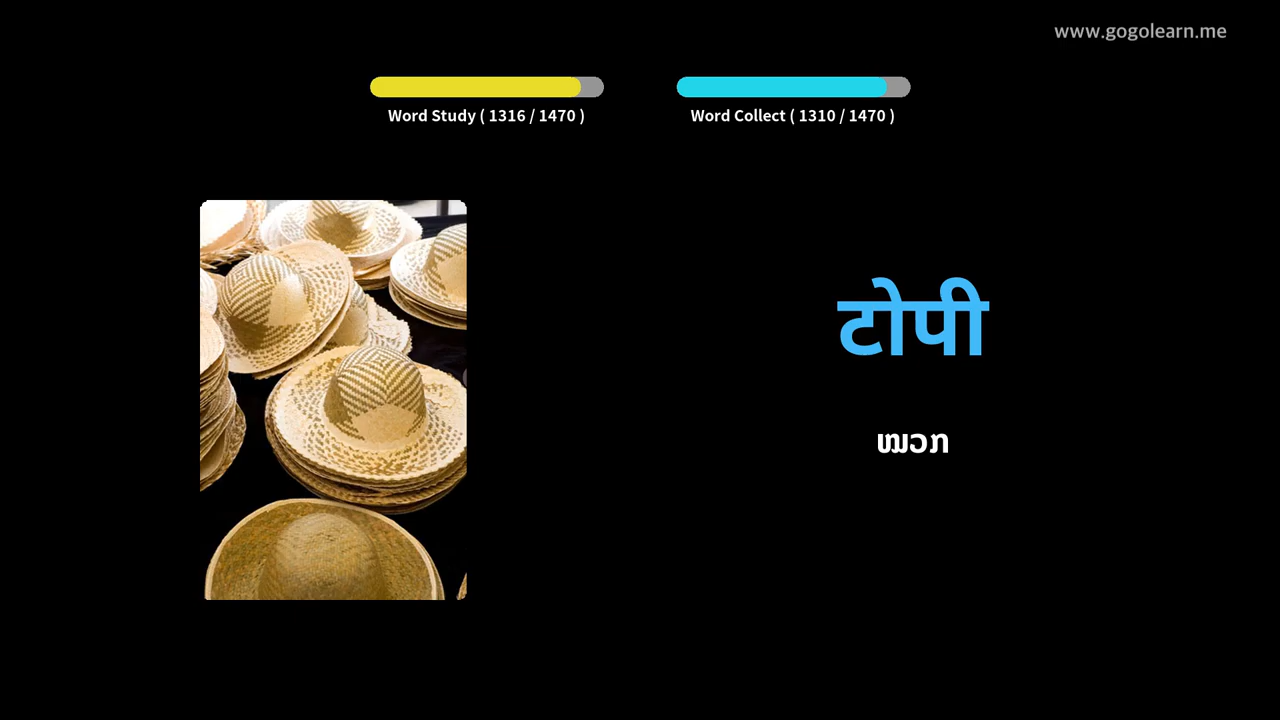 www.gogolearn.me
Word Study ( 1316 / 1470 )
Word Collect ( 1310 / 1470 )
टोपी
ໝວກ